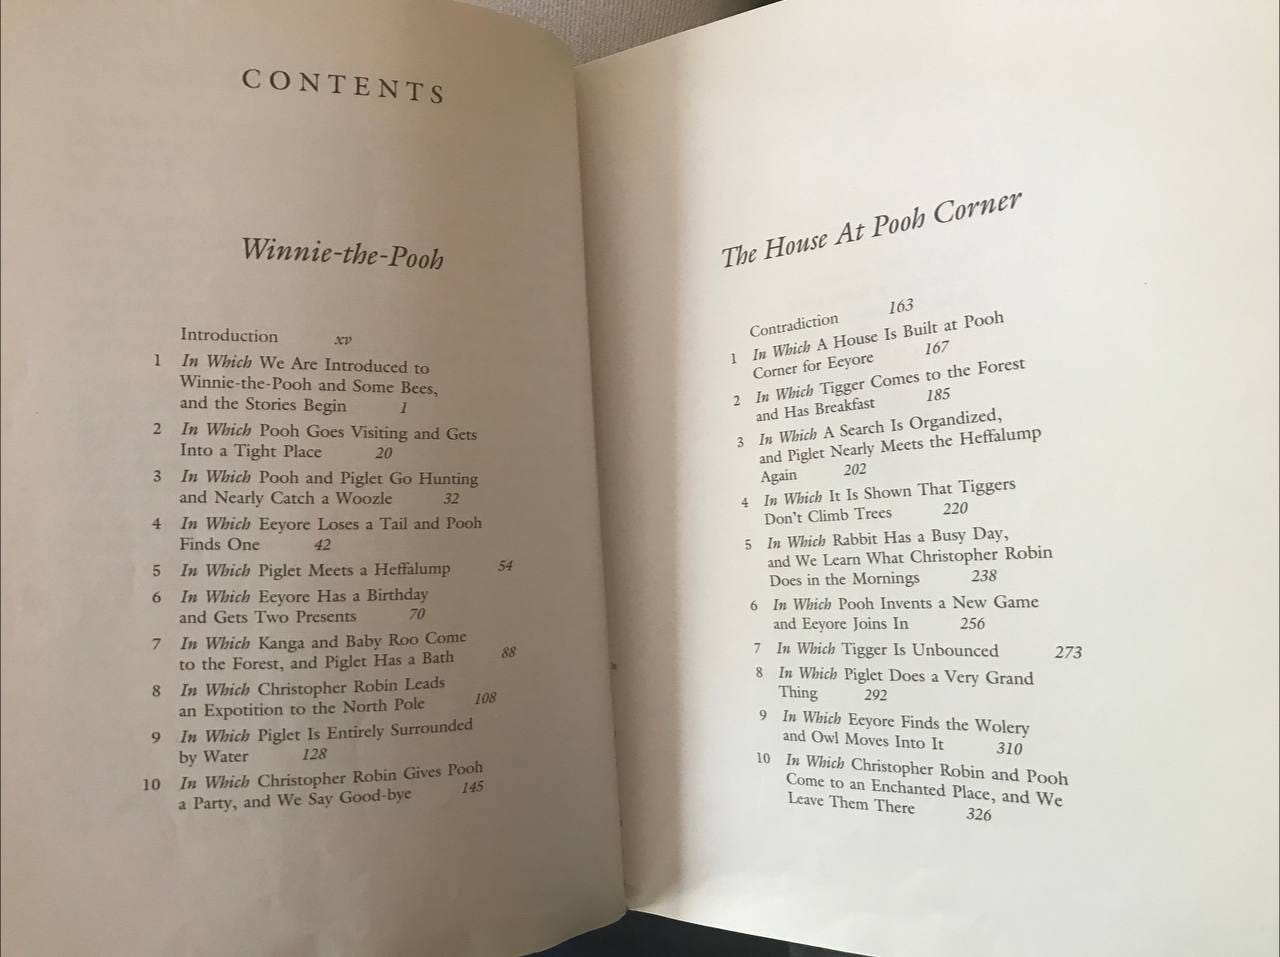 CONTENTS
Winnie-the-Pooh
Introduction xv
1 In Which We Are Introduced to
Winnie-the-Pooh and Some Bees,
and the Stories Begin 1
2 In Which Pooh Goes Visiting and Gets
Into a Tight Place 20
3 In Which Pooh and Piglet Go Hunting
and Nearly Catch a Woozle 32
4 In Which Eeyore Loses a Tail and Pooh
Finds One 42
5 In Which Piglet Meets a Heffalump 54
6 In Which Eeyore Has a Birthday
and Gets Two Presents 70
7 In Which Kanga and Baby Roo Come
to the Forest, and Piglet Has a Bath 88
8 In Which Christopher Robin Leads
an Expotition to the North Pole 108
9 In Which Piglet Is Entirely Surrounded
by Water 128
10 In Which Christopher Robin Gives Pooh
a Party, and We Say Good-bye 145
The House At Pooh Corner
Contradiction 163
1 In Which A House Is Built at Pooh
Corner for Eeyore 167
2 In Which Tigger Comes to the Forest
and Has Breakfast 185
3 In Which A Search Is Organdized,
and Piglet Nearly Meets the Heffalump
Again 202
4 In Which It Is Shown That Tiggers
Don't Climb Trees 220
5 In Which Rabbit Has a Busy Day,
and We Learn What Christopher Robin
Does in the Mornings 238
6 In Which Pooh Invents a New Game
and Eeyore Joins In 256
7 In Which Tigger Is Unbounced 273
8 In Which Piglet Does a Very Grand
Thing 292
9 In Which Eeyore Finds the Wolery
and Owl Moves Into It 310
10 In Which Christopher Robin and Pooh
Come to an Enchanted Place, and We
Leave Them There 326